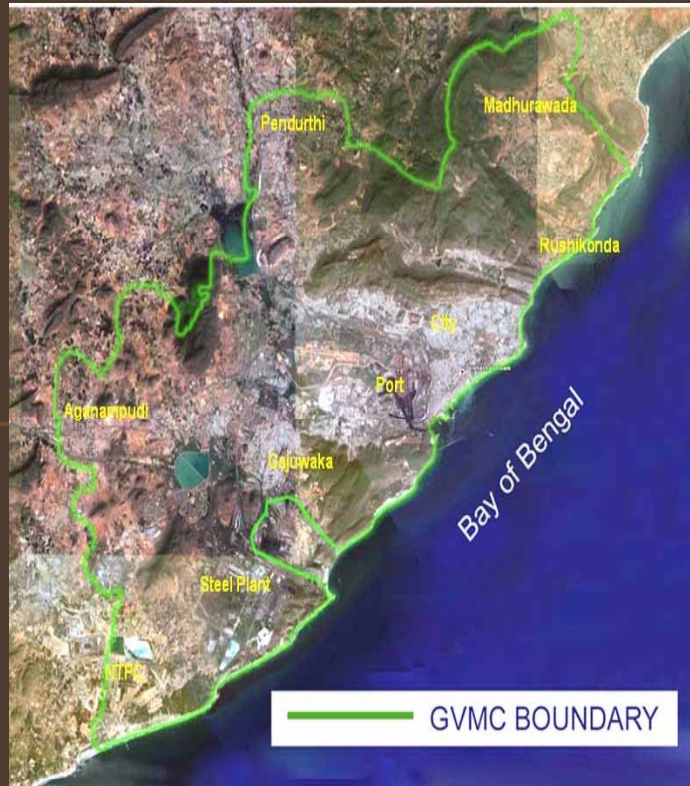 Madhurawada
Pendurthi
Rushikonda
City
Port
Aganampudi
Gajuwaka
Bay of Bengal
Steel Plant
NTPC
GVMC BOUNDARY